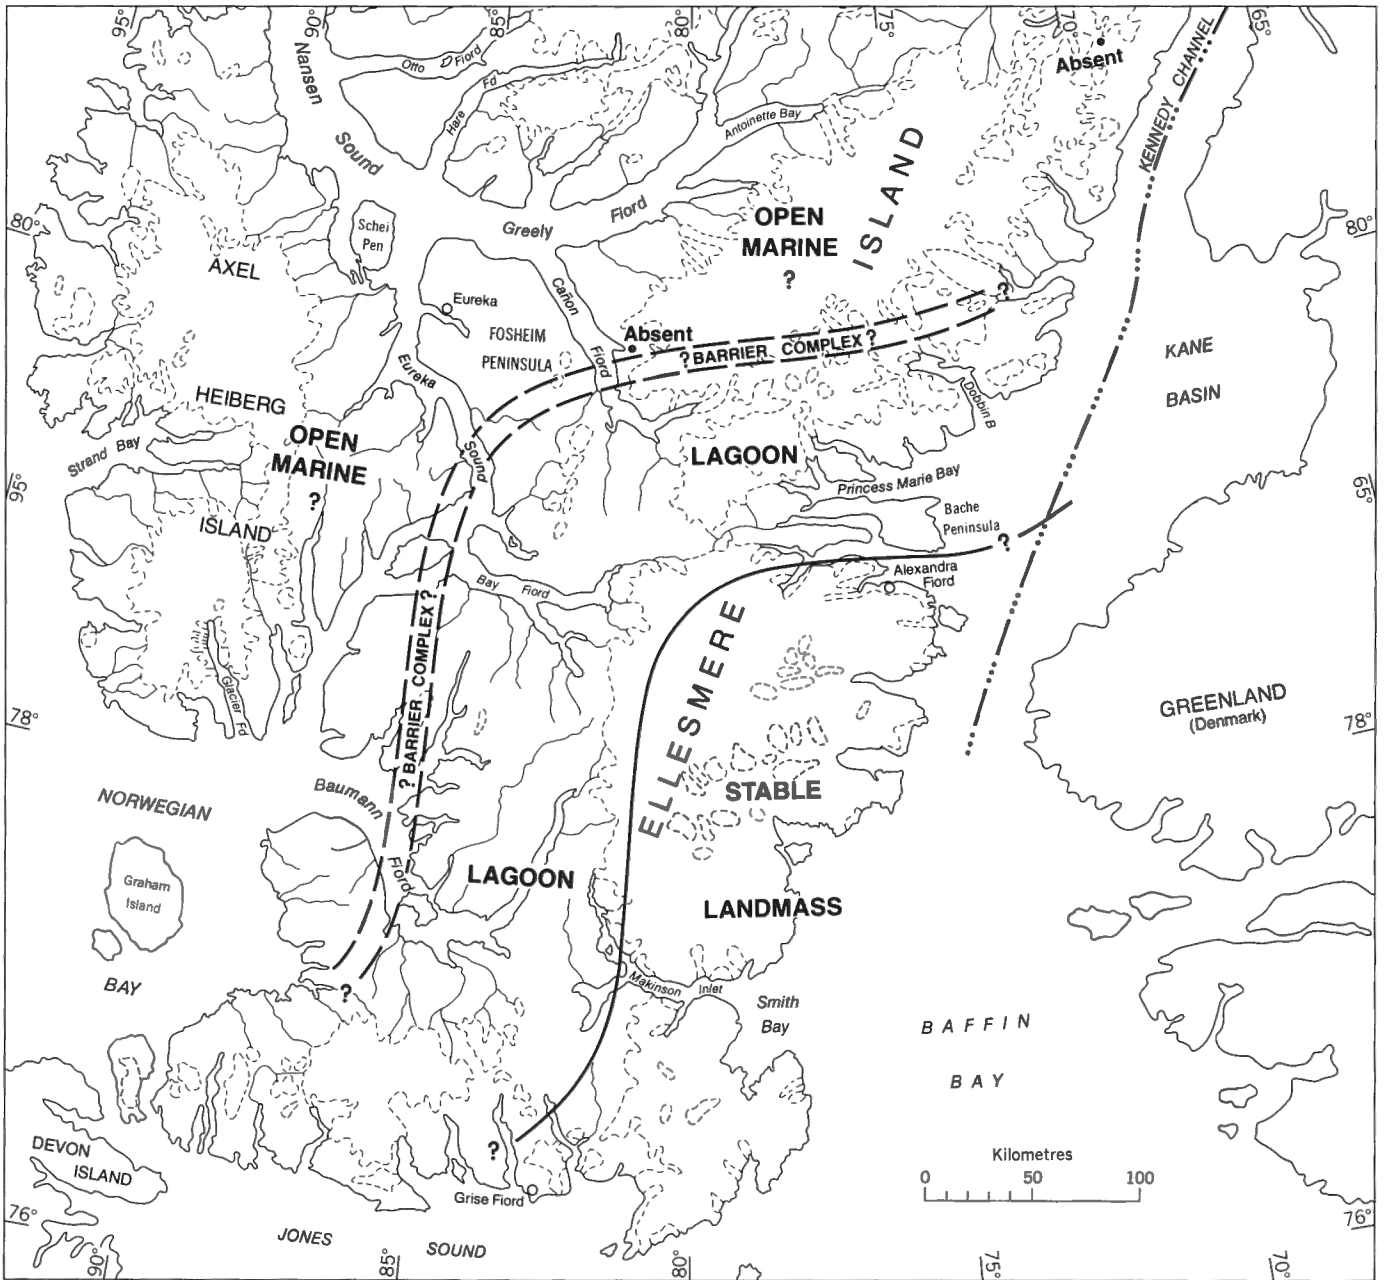 95°
90°
85°
80°
75°
70°
65°
Nansen
Sound
Otto Fiord
Hare Fd
Antoinette Bay
Absent
KENNEDY CHANNEL
80°
Schei
Pen
Greely Fiord
OPEN
MARINE
?
ISLAND
80°
AXEL
Eureka
Cañon
Fiord
FOSHEIM
PENINSULA
Absent
? BARRIER COMPLEX ?
?
KANE
BASIN
Eureka
Sound
HEIBERG
OPEN
MARINE
?
Dobbin B
Strand Bay
LAGOON
Princess Marie Bay
95°
65°
ISLAND
Bache
Peninsula
?
Alexandra
Fiord
Bay Fiord
? BARRIER COMPLEX ?
ELLESMERE
Glacier Fd
GREENLAND
(Denmark)
78°
78°
Baumann
Fiord
STABLE
NORWEGIAN
Graham
Island
LAGOON
LANDMASS
BAY
?
Makinson Inlet
Smith
Bay
BAFFIN
BAY
DEVON
ISLAND
?
Kilometres
0 50 100
Grise Fiord
76°
76°
JONES SOUND
90°
85°
80°
75°
70°